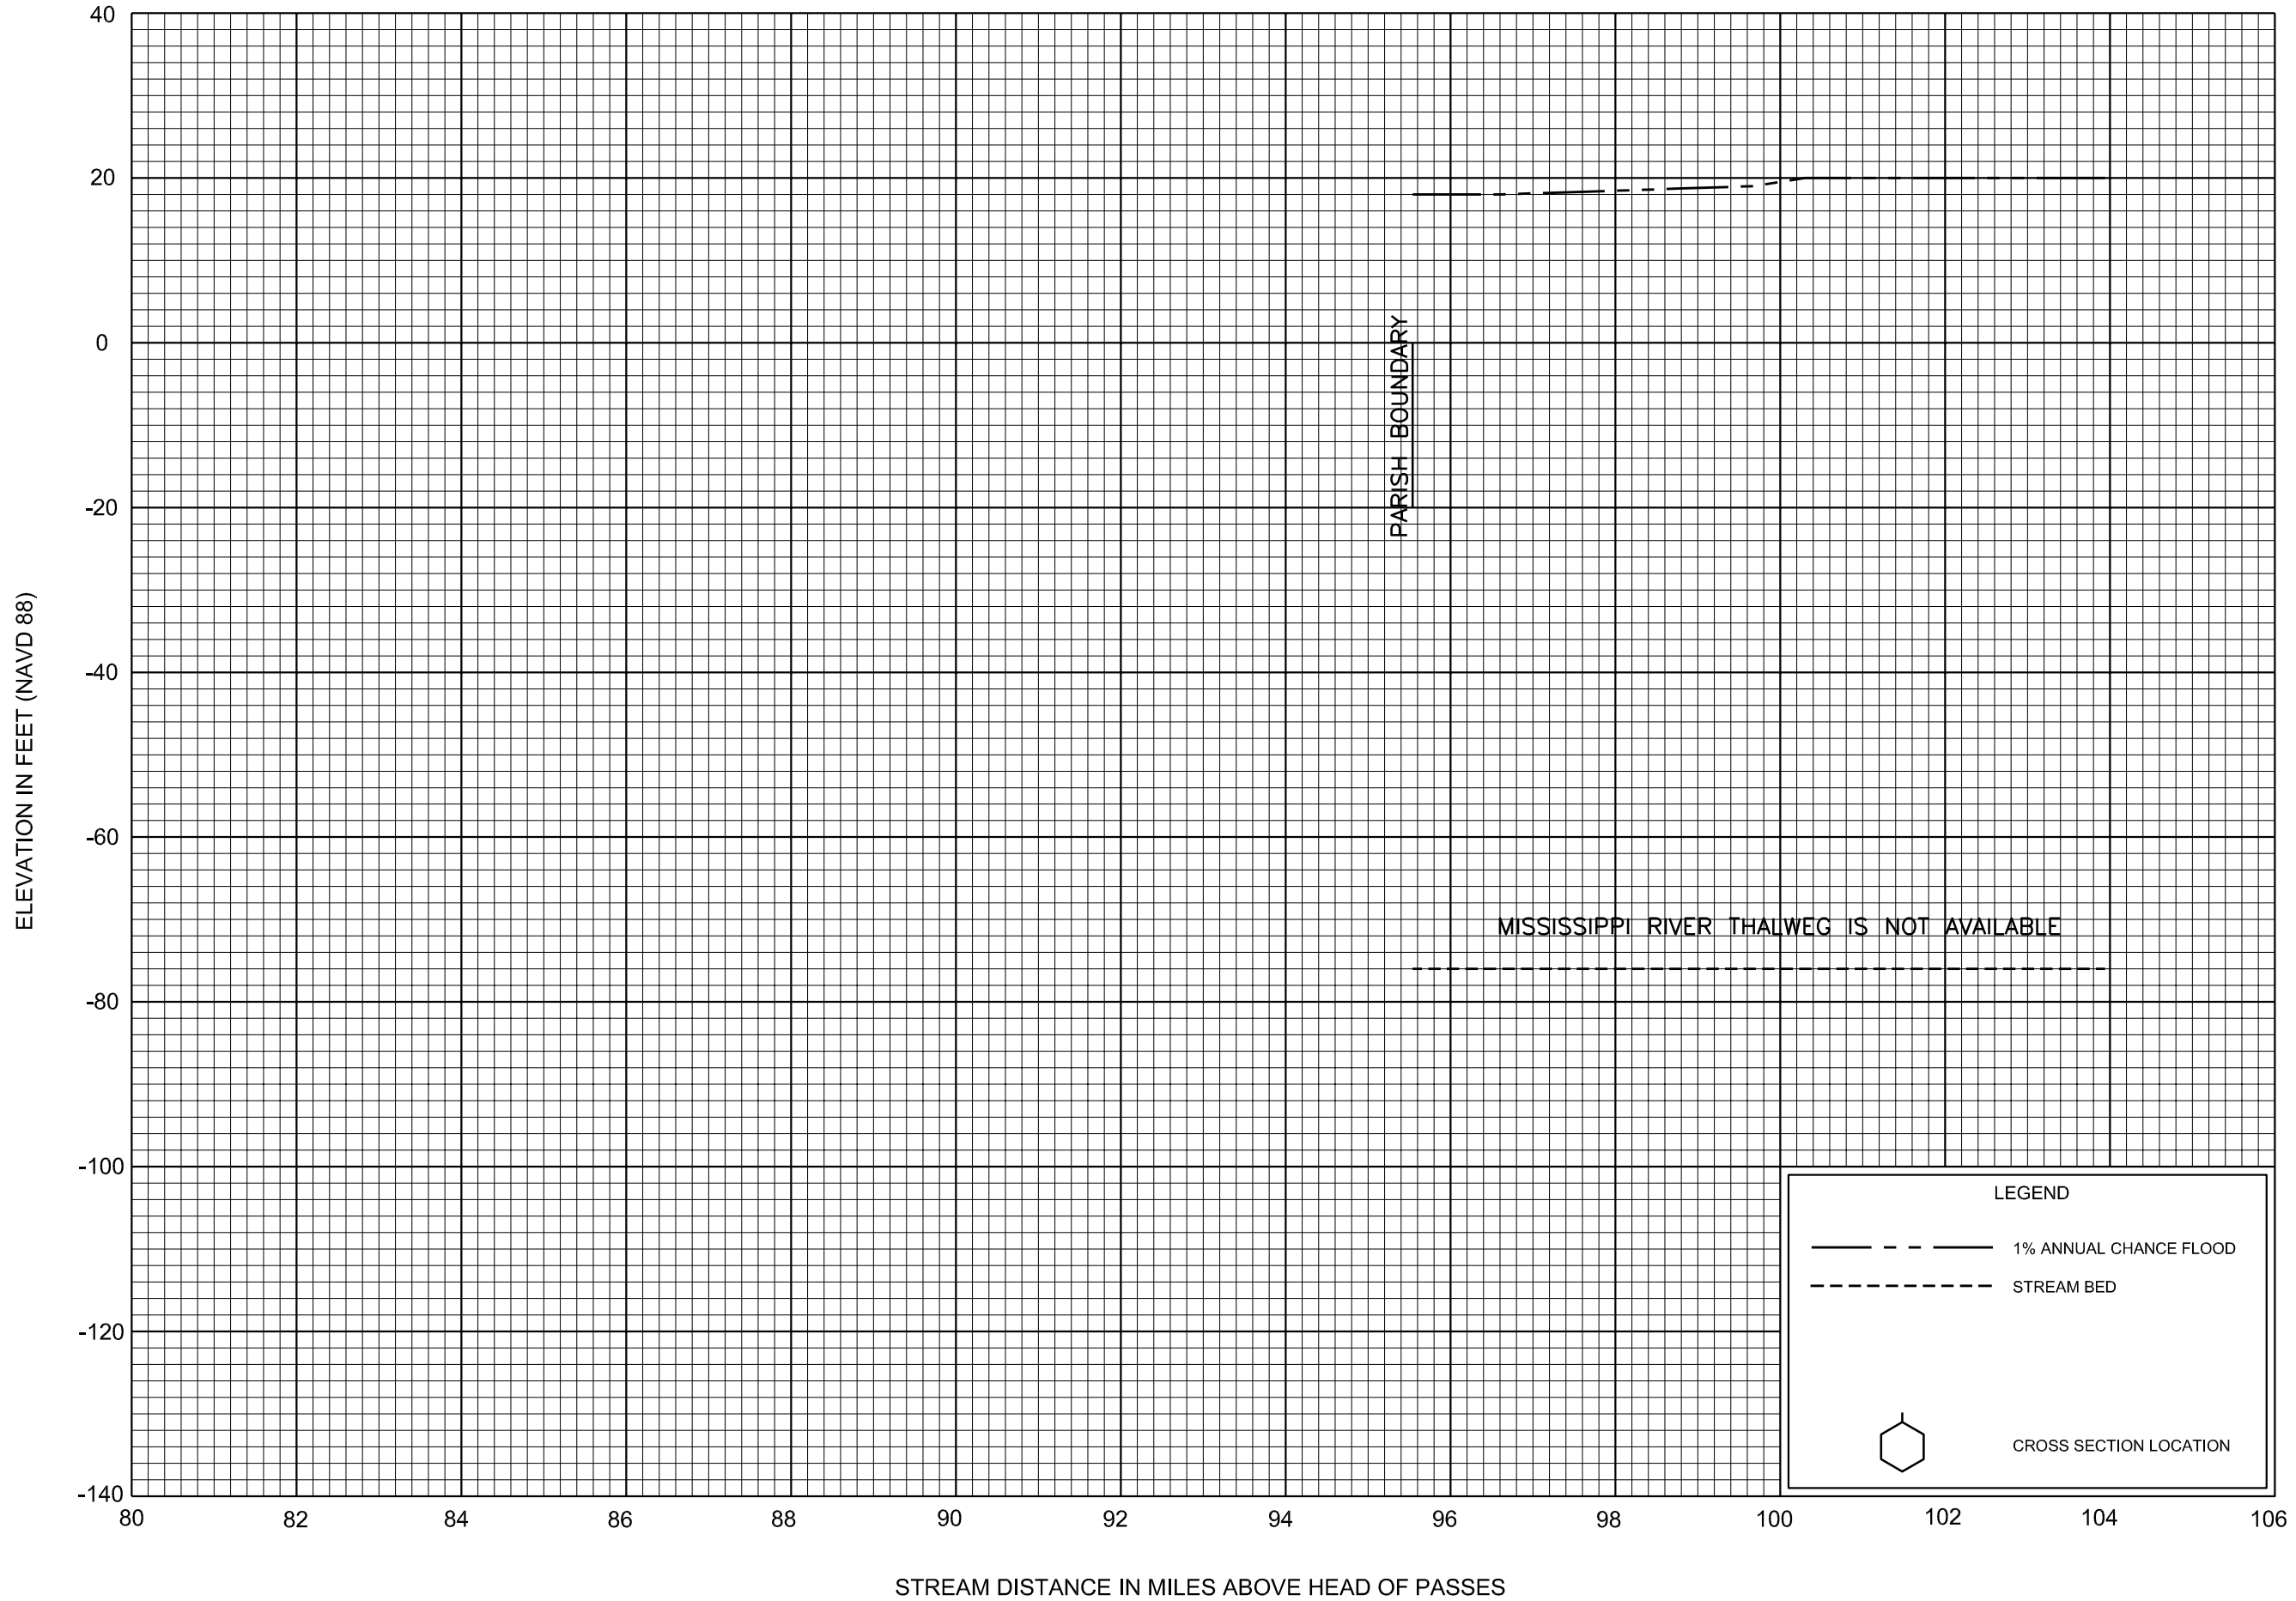 40
20
0
-20
-40
-60
-80
-100
-120
-140
ELEVATION IN FEET (NAVD 88)
PARISH BOUNDARY
MISSISSIPPI RIVER THALWEG IS NOT AVAILABLE
LEGEND
1% ANNUAL CHANCE FLOOD
STREAM BED
CROSS SECTION LOCATION
80 82 84 86 88 90 92 94 96 98 100 102 104 106
STREAM DISTANCE IN MILES ABOVE HEAD OF PASSES